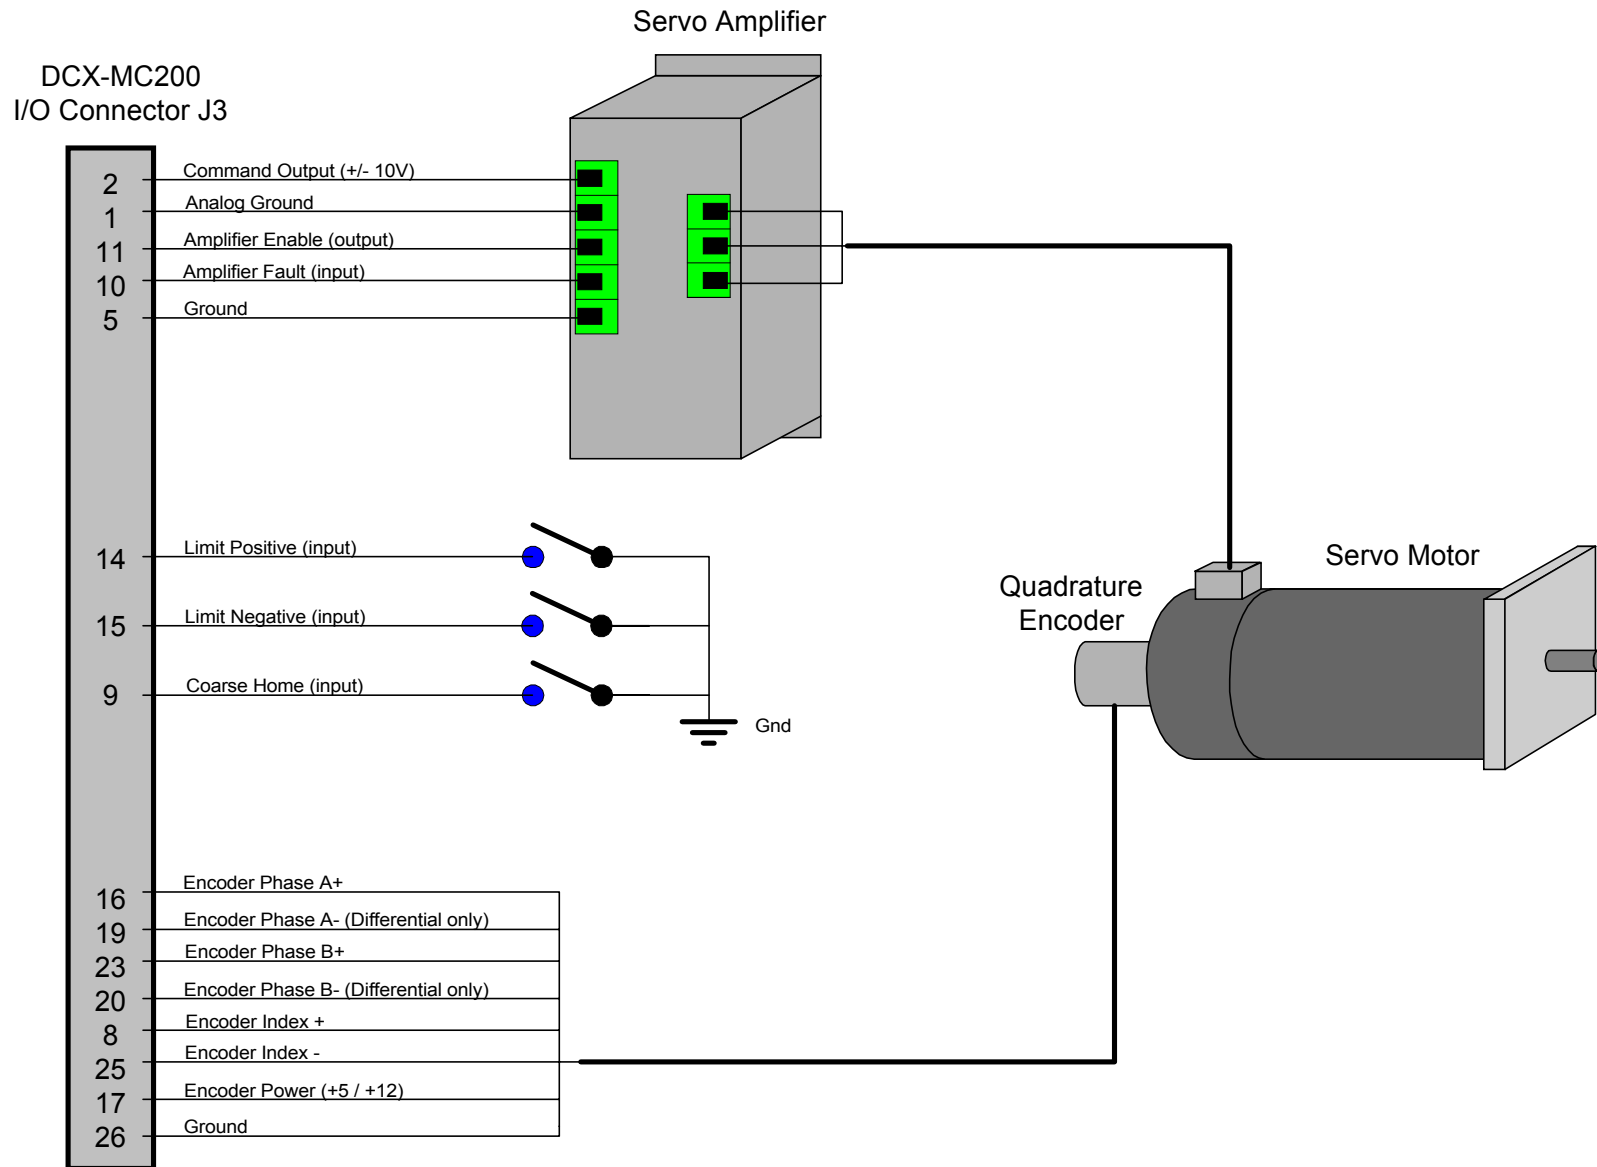 Servo Amplifier
DCX-MC200
I/O Connector J3
2 Command Output (+/- 10V)
1 Analog Ground
11 Amplifier Enable (output)
10 Amplifier Fault (input)
5 Ground
14 Limit Positive (input)
15 Limit Negative (input)
9 Coarse Home (input)
Gnd
Quadrature
Encoder
Servo Motor
16 Encoder Phase A+
19 Encoder Phase A- (Differential only)
23 Encoder Phase B+
20 Encoder Phase B- (Differential only)
8 Encoder Index +
25 Encoder Index -
17 Encoder Power (+5 / +12)
26 Ground